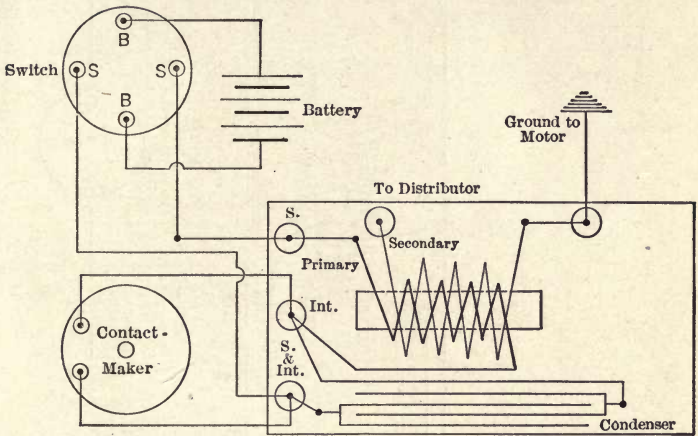 B
Switch
S
S
B
Battery
Ground to
Motor
To Distributor
S.
Secondary
Primary
Int.
Contact-
Maker
S.
&
Int.
Condenser